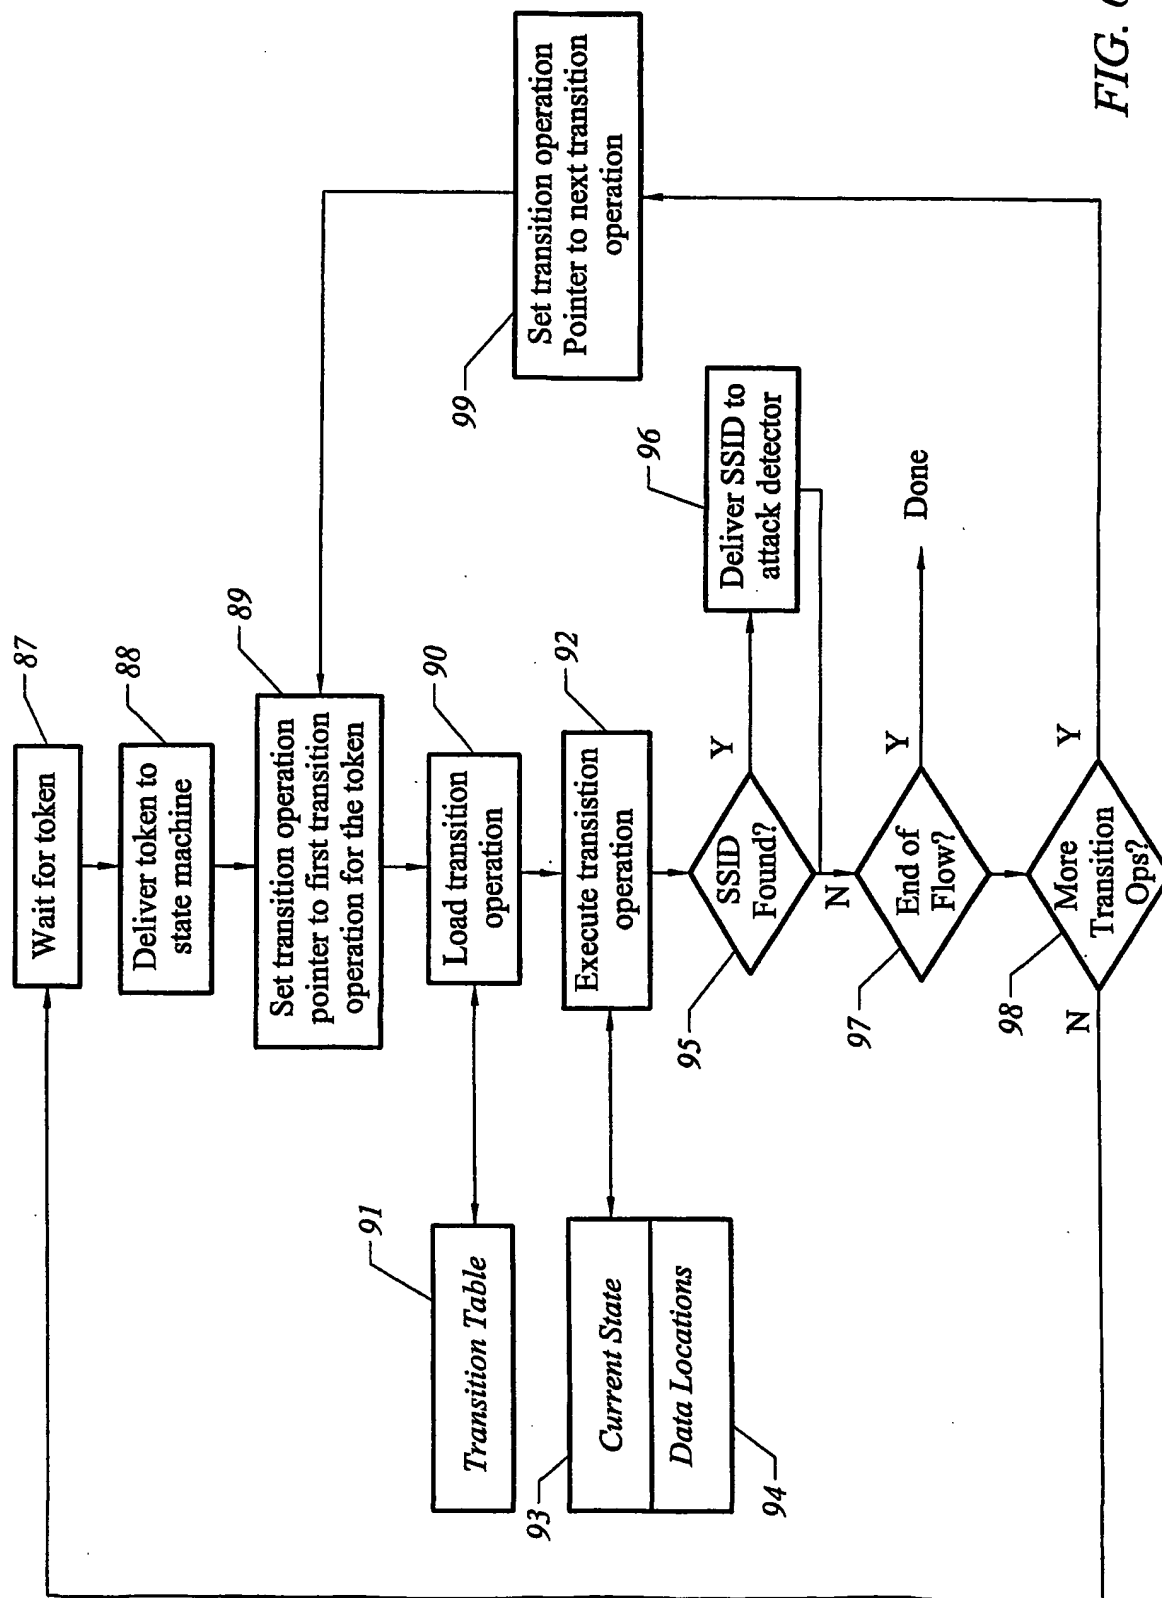 87
Wait for token
88
Deliver token to
state machine
89
Set transition operation
pointer to first transition
operation for the token
90
Load transition
operation
91
Transition Table
92
Execute transistion
operation
93
Current State
Data Locations
94
95
SSID
Found?
Y
N
96
Deliver SSID to
attack detector
97
End of
Flow?
Y
Done
98
More
Transition
Ops?
Y
N
99
Set transition operation
Pointer to next transition
operation
FIG.